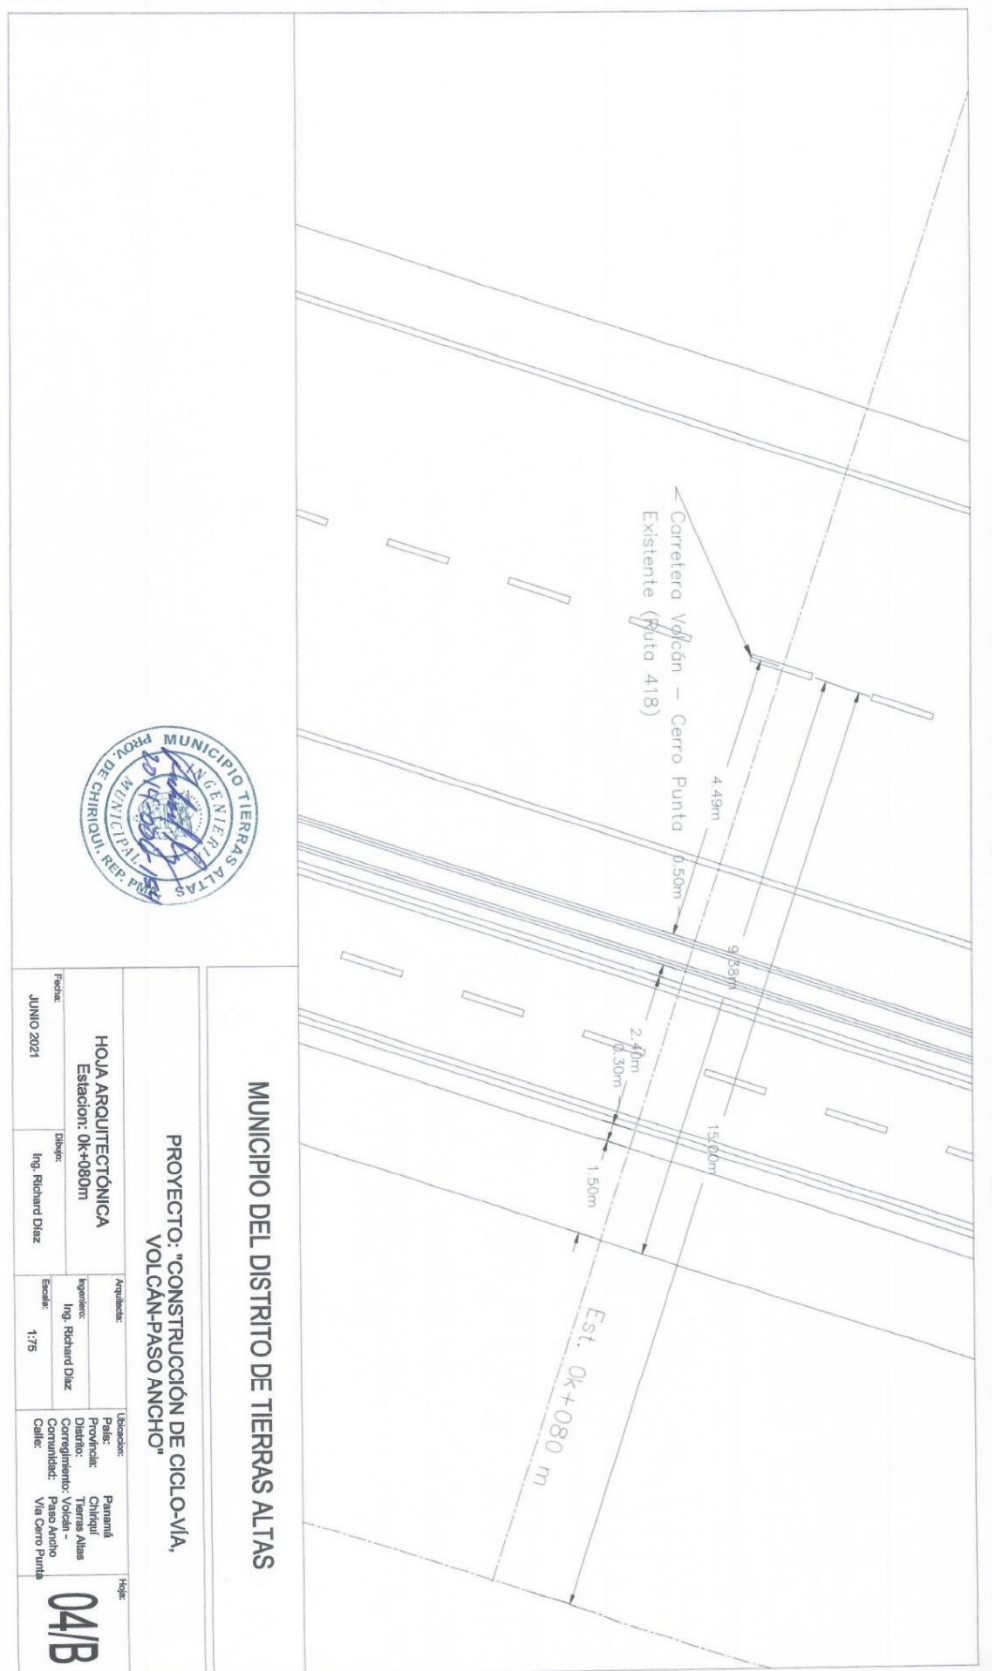 Carretera Volcán – Cerro Punta
Existente (Ruta 418)
4.49m
0.50m
9.38m
2.40m
0.30m
15.00m
1.50m
Est. 0k+080 m
MUNICIPIO TIERRAS ALTAS
INGENIERIA
MUNICIPAL
PROV. DE CHIRIQUI, REP.
MUNICIPIO DEL DISTRITO DE TIERRAS ALTAS
PROYECTO: "CONSTRUCCIÓN DE CICLO-VÍA,
VOLCÁN-PASO ANCHO"
HOJA ARQUITECTÓNICA
Estacion: 0k+080m
Fecha:
JUNIO 2021
Dibujo:
Ing. Richard Díaz
Arquitecto:
Ingeniero:
Ing. Richard Díaz
Escala:
1:75
Ubicacion:
País: Panamá
Provincia: Chiriquí
Distrito: Tierras Altas
Corregimiento: Volcán -
Comunidad: Paso Ancho
Calle: Vía Cerro Punta
Hoja:
04/B